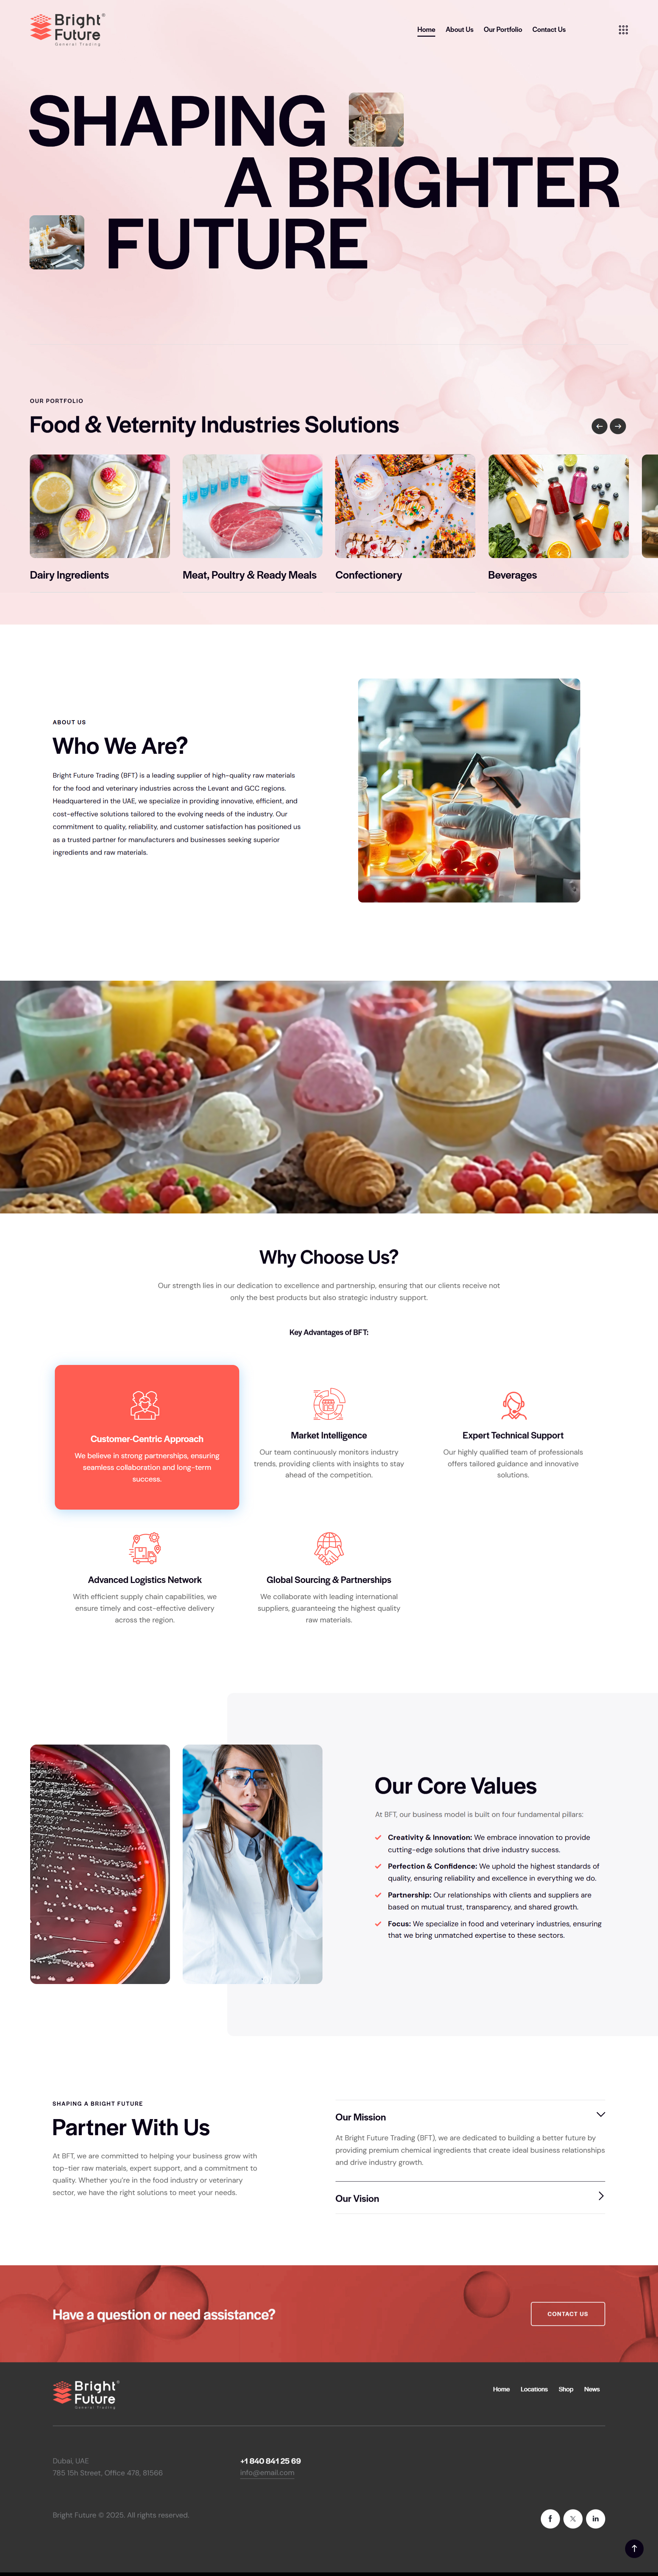 Bright®
Future
General Trading
Home About Us Our Portfolio Contact Us
SHAPING
A BRIGHTER
FUTURE
OUR PORTFOLIO
Food & Veternity Industries Solutions
Dairy Ingredients
Meat, Poultry & Ready Meals
Confectionery
Beverages
ABOUT US
Who We Are?
Bright Future Trading (BFT) is a leading supplier of high-quality raw materials
for the food and veterinary industries across the Levant and GCC regions.
Headquartered in the UAE, we specialize in providing innovative, efficient, and
cost-effective solutions tailored to the evolving needs of the industry. Our
commitment to quality, reliability, and customer satisfaction has positioned us
as a trusted partner for manufacturers and businesses seeking superior
ingredients and raw materials.
Why Choose Us?
Our strength lies in our dedication to excellence and partnership, ensuring that our clients receive not
only the best products but also strategic industry support.
Key Advantages of BFT:
Customer-Centric Approach
We believe in strong partnerships, ensuring
seamless collaboration and long-term
success.
Market Intelligence
Our team continuously monitors industry
trends, providing clients with insights to stay
ahead of the competition.
Expert Technical Support
Our highly qualified team of professionals
offers tailored guidance and innovative
solutions.
Advanced Logistics Network
With efficient supply chain capabilities, we
ensure timely and cost-effective delivery
across the region.
Global Sourcing & Partnerships
We collaborate with leading international
suppliers, guaranteeing the highest quality
raw materials.
Our Core Values
At BFT, our business model is built on four fundamental pillars:
Creativity & Innovation: We embrace innovation to provide
cutting-edge solutions that drive industry success.
Perfection & Confidence: We uphold the highest standards of
quality, ensuring reliability and excellence in everything we do.
Partnership: Our relationships with clients and suppliers are
based on mutual trust, transparency, and shared growth.
Focus: We specialize in food and veterinary industries, ensuring
that we bring unmatched expertise to these sectors.
SHAPING A BRIGHT FUTURE
Partner With Us
At BFT, we are committed to helping your business grow with
top-tier raw materials, expert support, and a commitment to
quality. Whether you're in the food industry or veterinary
sector, we have the right solutions to meet your needs.
Our Mission
At Bright Future Trading (BFT), we are dedicated to building a better future by
providing premium chemical ingredients that create ideal business relationships
and drive industry growth.
Our Vision
Have a question or need assistance?
CONTACT US
Bright®
Future
General Trading
Home Locations Shop News
Dubai, UAE
785 15h Street, Office 478, 81566
+1 840 841 25 69
info@email.com
Bright Future © 2025. All rights reserved.